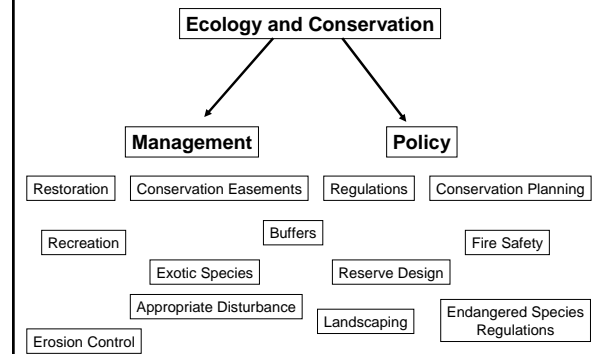 Ecology and Conservation
Management
Policy
Restoration
Conservation Easements
Regulations
Conservation Planning
Buffers
Recreation
Fire Safety
Exotic Species
Reserve Design
Appropriate Disturbance
Landscaping
Endangered Species
Regulations
Erosion Control